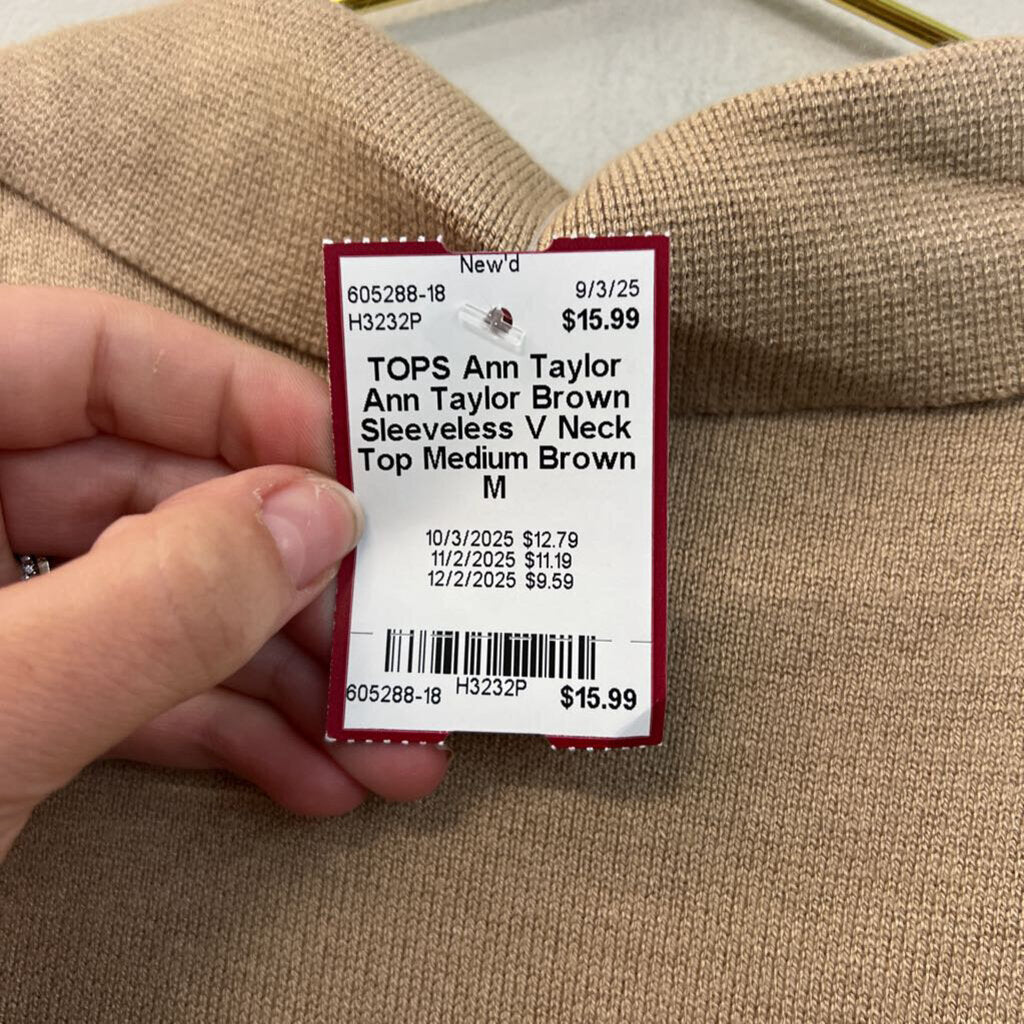 New'd
605288-18 9/3/25
H3232P $15.99
TOPS Ann Taylor
Ann Taylor Brown
Sleeveless V Neck
Top Medium Brown
M
10/3/2025 $12.79
11/2/2025 $11.19
12/2/2025 $9.59
605288-18 H3232P $15.99